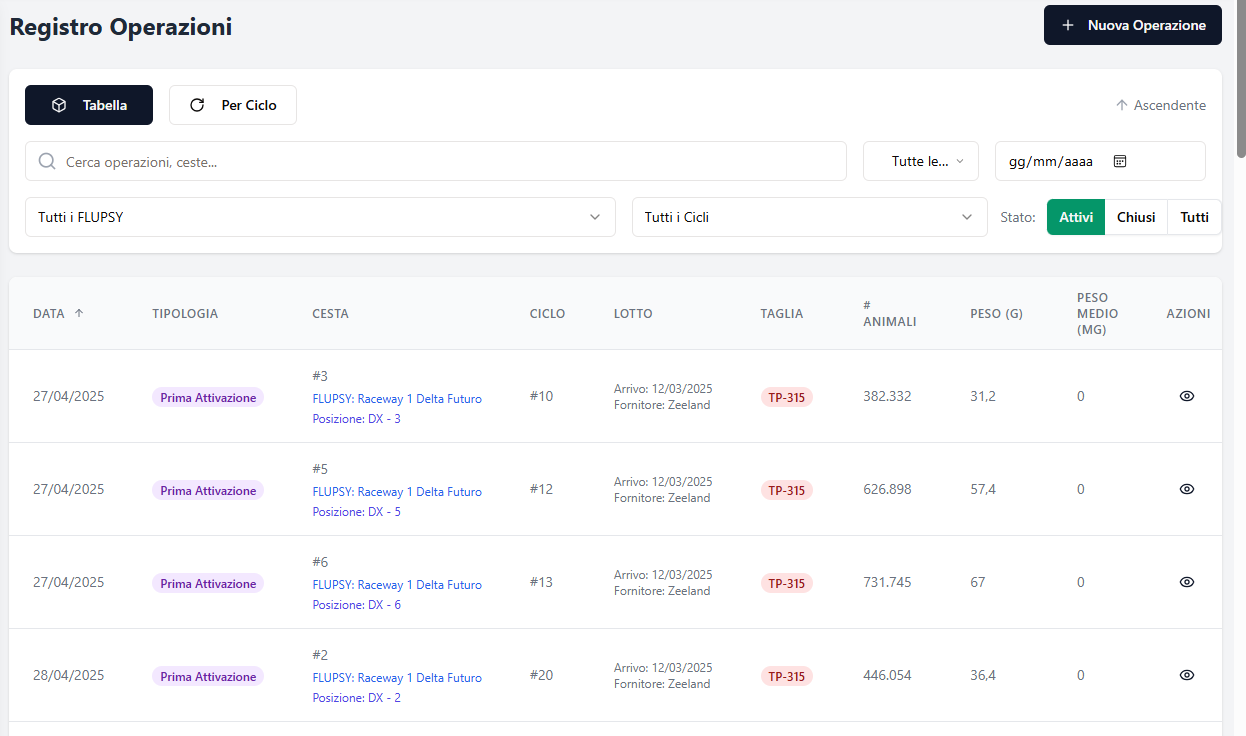 Registro Operazioni
Nuova Operazione
Tabella
Per Ciclo
Ascendente
Cerca operazioni, ceste...
Tutte le...
gg/mm/aaaa
Tutti i FLUPSY
Tutti i Cicli
Stato:
Attivi
Chiusi
Tutti
DATA
TIPOLOGIA
CESTA
CICLO
LOTTO
TAGLIA
#
ANIMALI
PESO (G)
PESO
MEDIO
(MG)
AZIONI
27/04/2025
Prima Attivazione
#3
FLUPSY: Raceway 1 Delta Futuro
Posizione: DX - 3
#10
Arrivo: 12/03/2025
Fornitore: Zeeland
TP-315
382.332
31,2
0
27/04/2025
Prima Attivazione
#5
FLUPSY: Raceway 1 Delta Futuro
Posizione: DX - 5
#12
Arrivo: 12/03/2025
Fornitore: Zeeland
TP-315
626.898
57,4
0
27/04/2025
Prima Attivazione
#6
FLUPSY: Raceway 1 Delta Futuro
Posizione: DX - 6
#13
Arrivo: 12/03/2025
Fornitore: Zeeland
TP-315
731.745
67
0
28/04/2025
Prima Attivazione
#2
FLUPSY: Raceway 1 Delta Futuro
Posizione: DX - 2
#20
Arrivo: 12/03/2025
Fornitore: Zeeland
TP-315
446.054
36,4
0